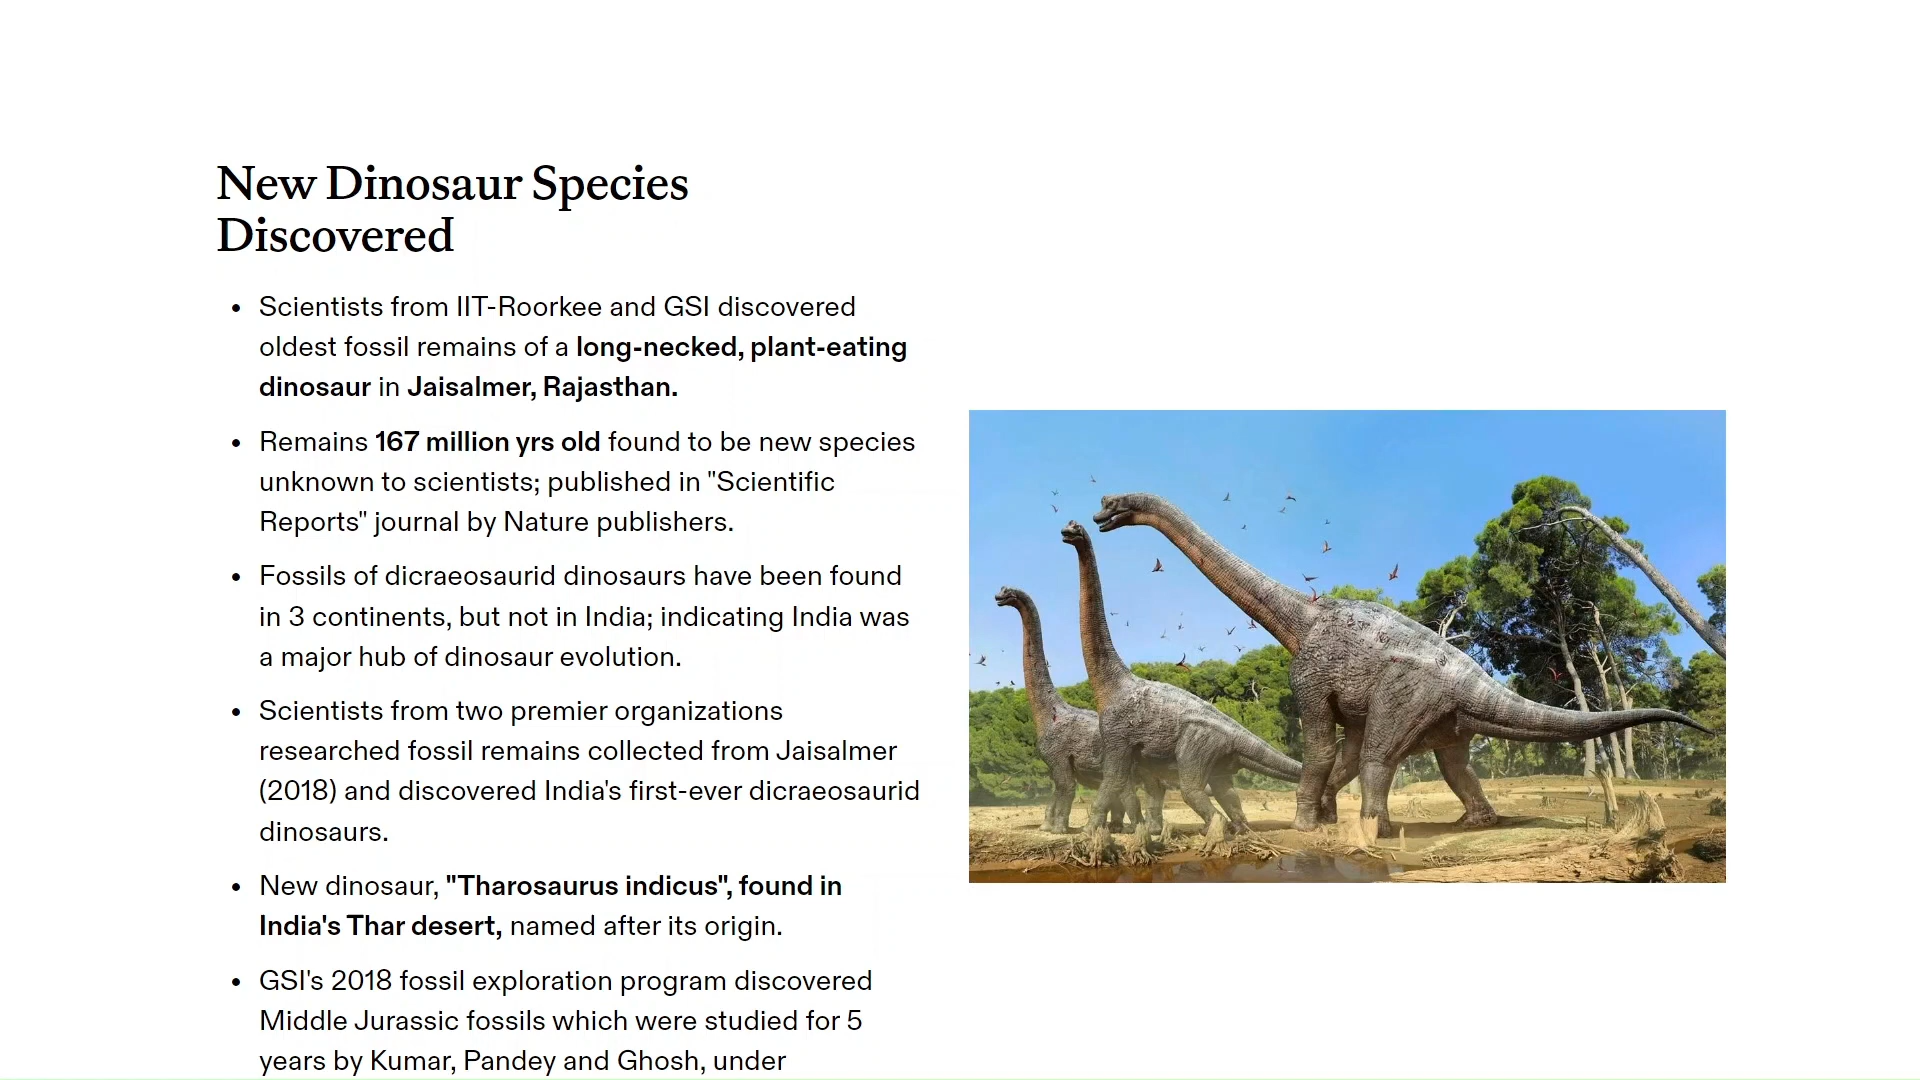 New Dinosaur Species
Discovered
• Scientists from IIT-Roorkee and GSI discovered
oldest fossil remains of a long-necked, plant-eating
dinosaur in Jaisalmer, Rajasthan.
• Remains 167 million yrs old found to be new species
unknown to scientists; published in "Scientific
Reports" journal by Nature publishers.
• Fossils of dicraeosaurid dinosaurs have been found
in 3 continents, but not in India; indicating India was
a major hub of dinosaur evolution.
• Scientists from two premier organizations
researched fossil remains collected from Jaisalmer
(2018) and discovered India's first-ever dicraeosaurid
dinosaurs.
• New dinosaur, "Tharosaurus indicus", found in
India's Thar desert, named after its origin.
• GSI's 2018 fossil exploration program discovered
Middle Jurassic fossils which were studied for 5
years by Kumar, Pandey and Ghosh, under